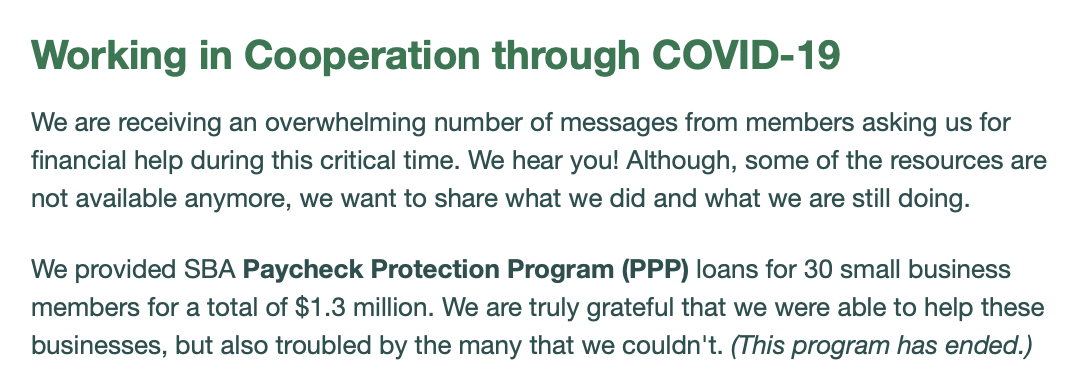 Working in Cooperation through COVID-19
We are receiving an overwhelming number of messages from members asking us for
financial help during this critical time. We hear you! Although, some of the resources are
not available anymore, we want to share what we did and what we are still doing.
We provided SBA Paycheck Protection Program (PPP) loans for 30 small business
members for a total of $1.3 million. We are truly grateful that we were able to help these
businesses, but also troubled by the many that we couldn't. (This program has ended.)